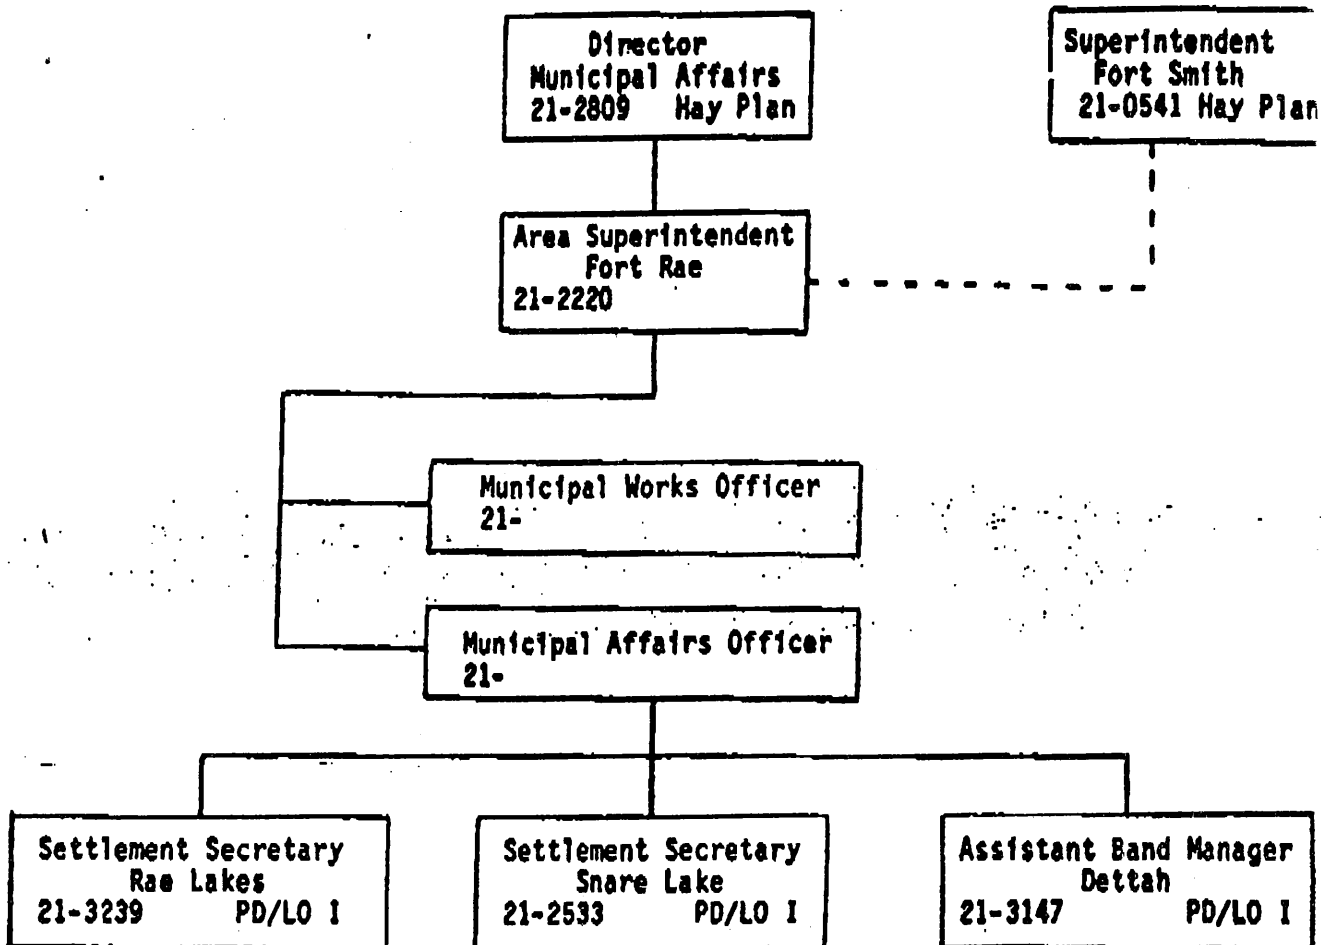 Director
Municipal Affairs
21-2809 Hay Plan
Superintendent
Fort Smith
21-0541 Hay Plan
Area Superintendent
Fort Rae
21-2220
Municipal Works Officer
21-
Municipal Affairs Officer
21-
Settlement Secretary
Rae Lakes
21-3239 PD/LO I
Settlement Secretary
Snare Lake
21-2533 PD/LO I
Assistant Band Manager
Dettah
21-3147 PD/LO I